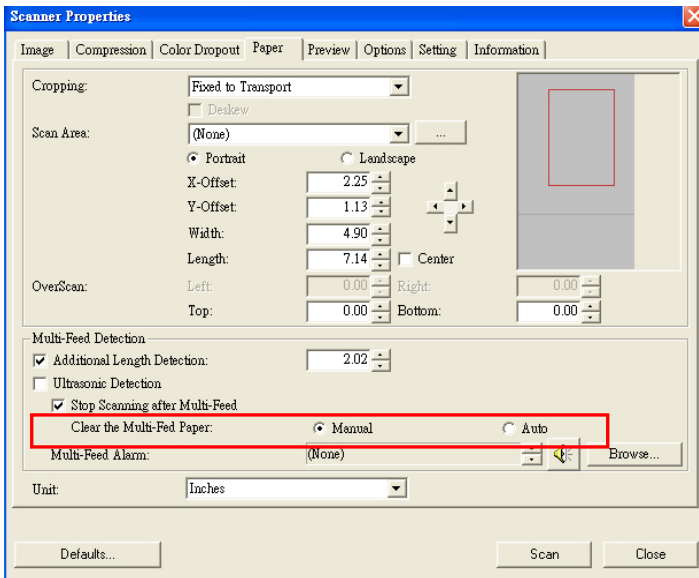 Scanner Properties
Image Compression Color Dropout Paper Preview Options Setting Information
Cropping: Fixed to Transport
Deskew
Scan Area: (None) ...
Portrait Landscape
X-Offset: 2.25
Y-Offset: 1.13
Width: 4.90
Length: 7.14 Center
OverScan: Left: 0.00 Right: 0.00
Top: 0.00 Bottom: 0.00
Multi-Feed Detection
Additional Length Detection: 2.02
Ultrasonic Detection
Stop Scanning after Multi-Feed
Clear the Multi-Fed Paper: Manual Auto
Multi-Feed Alarm: (None) Browse...
Unit: Inches
Defaults... Scan Close